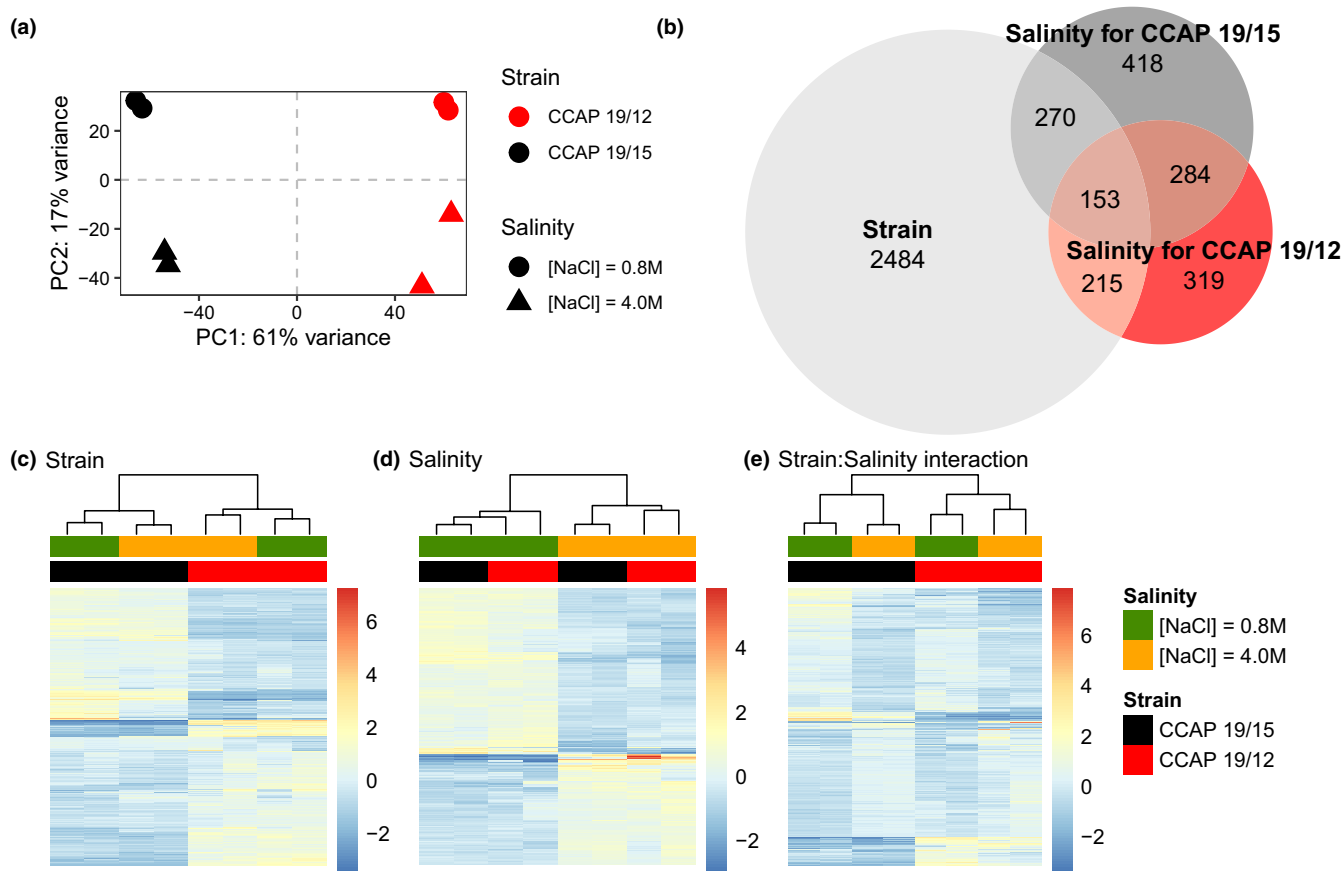 (a)
20
0
−20
−40
PC2: 17% variance
−40
0
40
PC1: 61% variance
Strain
CCAP 19/12
CCAP 19/15
Salinity
[NaCl] = 0.8M
[NaCl] = 4.0M
(b)
Salinity for CCAP 19/15
418
270
284
153
Strain
2484
Salinity for CCAP 19/12
215
319
(c) Strain
6
4
2
0
−2
(d) Salinity
4
2
0
−2
(e) Strain:Salinity interaction
6
4
2
0
−2
Salinity
[NaCl] = 0.8M
[NaCl] = 4.0M
Strain
CCAP 19/15
CCAP 19/12